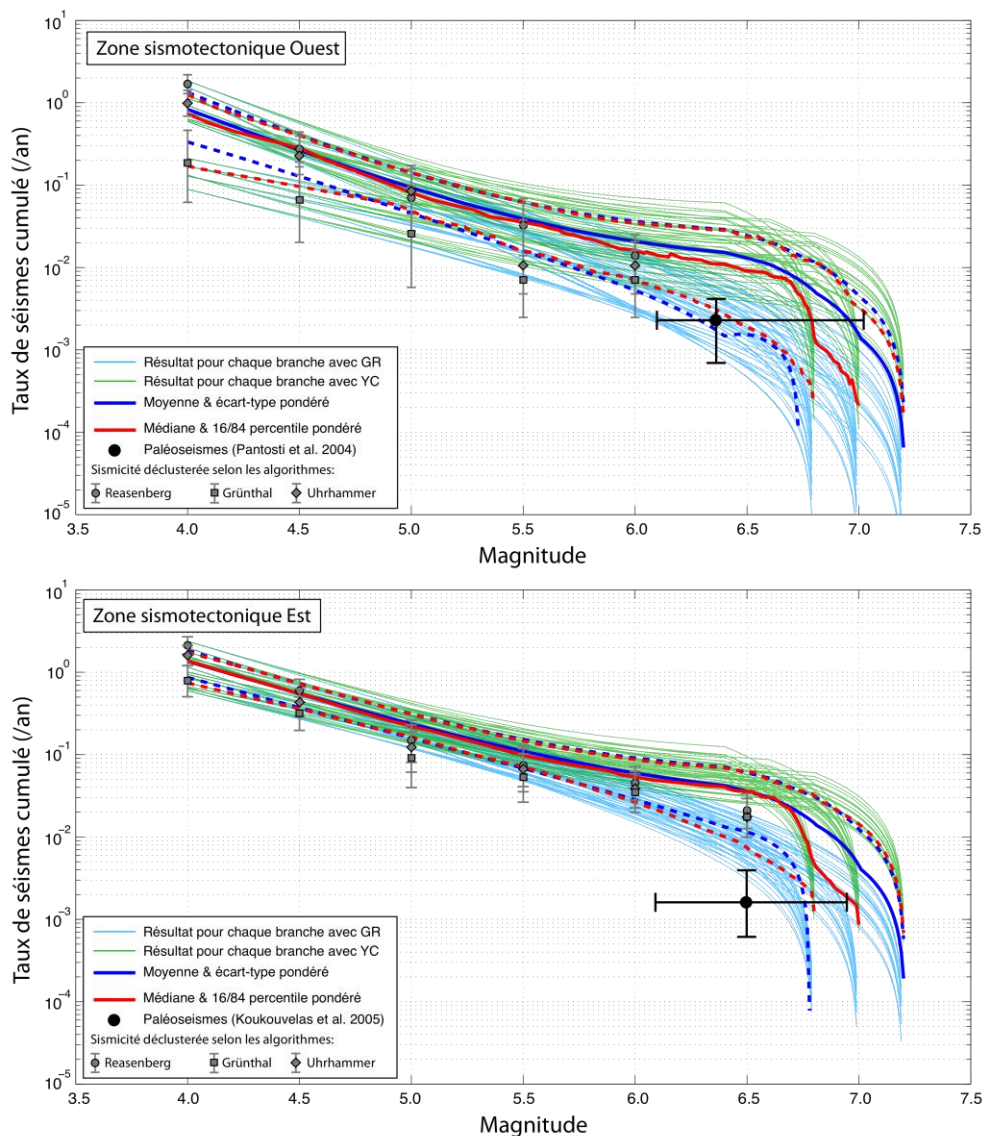 Zone sismotectonique Ouest
Taux de séismes cumulé (/an)
10^1
10^0
10^-1
10^-2
10^-3
10^-4
10^-5
Résultat pour chaque branche avec GR
Résultat pour chaque branche avec YC
Moyenne & écart-type pondéré
Médiane & 16/84 percentile pondéré
Paléoseismes (Pantosti et al. 2004)
Sismicité déclusterée selon les algorithmes:
Reasenberg Grünthal Uhrhammer
3.5 4.0 4.5 5.0 5.5 6.0 6.5 7.0 7.5
Magnitude
Zone sismotectonique Est
Taux de séismes cumulé (/an)
10^1
10^0
10^-1
10^-2
10^-3
10^-4
10^-5
Résultat pour chaque branche avec GR
Résultat pour chaque branche avec YC
Moyenne & écart-type pondéré
Médiane & 16/84 percentile pondéré
Paléoseismes (Koukouvelas et al. 2005)
Sismicité déclusterée selon les algorithmes:
Reasenberg Grünthal Uhrhammer
3.5 4.0 4.5 5.0 5.5 6.0 6.5 7.0 7.5
Magnitude